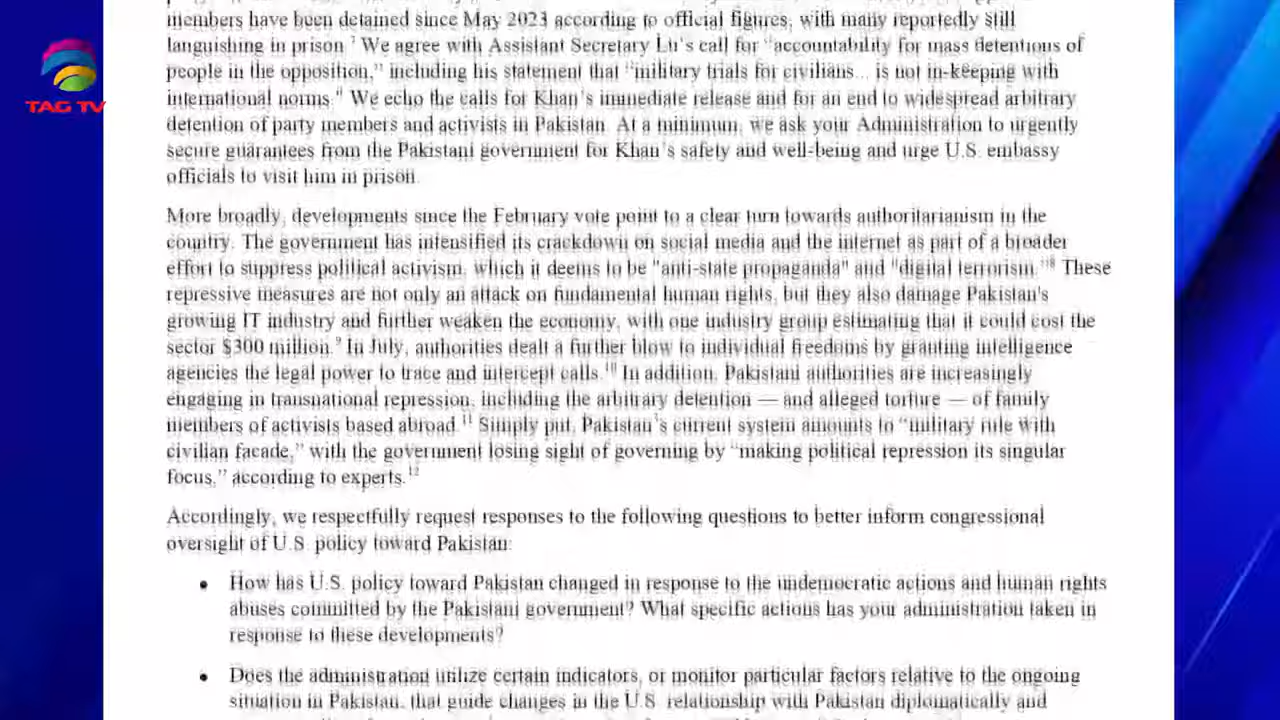 members have been detained since May 2023 according to official figures, with many reportedly still
languishing in prison.⁷ We agree with Assistant Secretary Lu's call for "accountability for mass detentions of
people in the opposition," including his statement that "military trials for civilians... is not in-keeping with
international norms." We echo the calls for Khan's immediate release and for an end to widespread arbitrary
detention of party members and activists in Pakistan. At a minimum, we ask your Administration to urgently
secure guarantees from the Pakistani government for Khan's safety and well-being and urge U.S. embassy
officials to visit him in prison.
More broadly, developments since the February vote point to a clear turn towards authoritarianism in the
country. The government has intensified its crackdown on social media and the internet as part of a broader
effort to suppress political activism, which it deems to be "anti-state propaganda" and "digital terrorism."⁸ These
repressive measures are not only an attack on fundamental human rights, but they also damage Pakistan's
growing IT industry and further weaken the economy, with one industry group estimating that it could cost the
sector $300 million.⁹ In July, authorities dealt a further blow to individual freedoms by granting intelligence
agencies the legal power to trace and intercept calls.¹⁰ In addition, Pakistani authorities are increasingly
engaging in transnational repression, including the arbitrary detention — and alleged torture — of family
members of activists based abroad.¹¹ Simply put, Pakistan's current system amounts to "military rule with
civilian facade," with the government losing sight of governing by "making political repression its singular
focus," according to experts.¹²
Accordingly, we respectfully request responses to the following questions to better inform congressional
oversight of U.S. policy toward Pakistan:
• How has U.S. policy toward Pakistan changed in response to the undemocratic actions and human rights
abuses committed by the Pakistani government? What specific actions has your administration taken in
response to these developments?
• Does the administration utilize certain indicators, or monitor particular factors relative to the ongoing
situation in Pakistan, that guide changes in the U.S. relationship with Pakistan diplomatically and
TAG TV